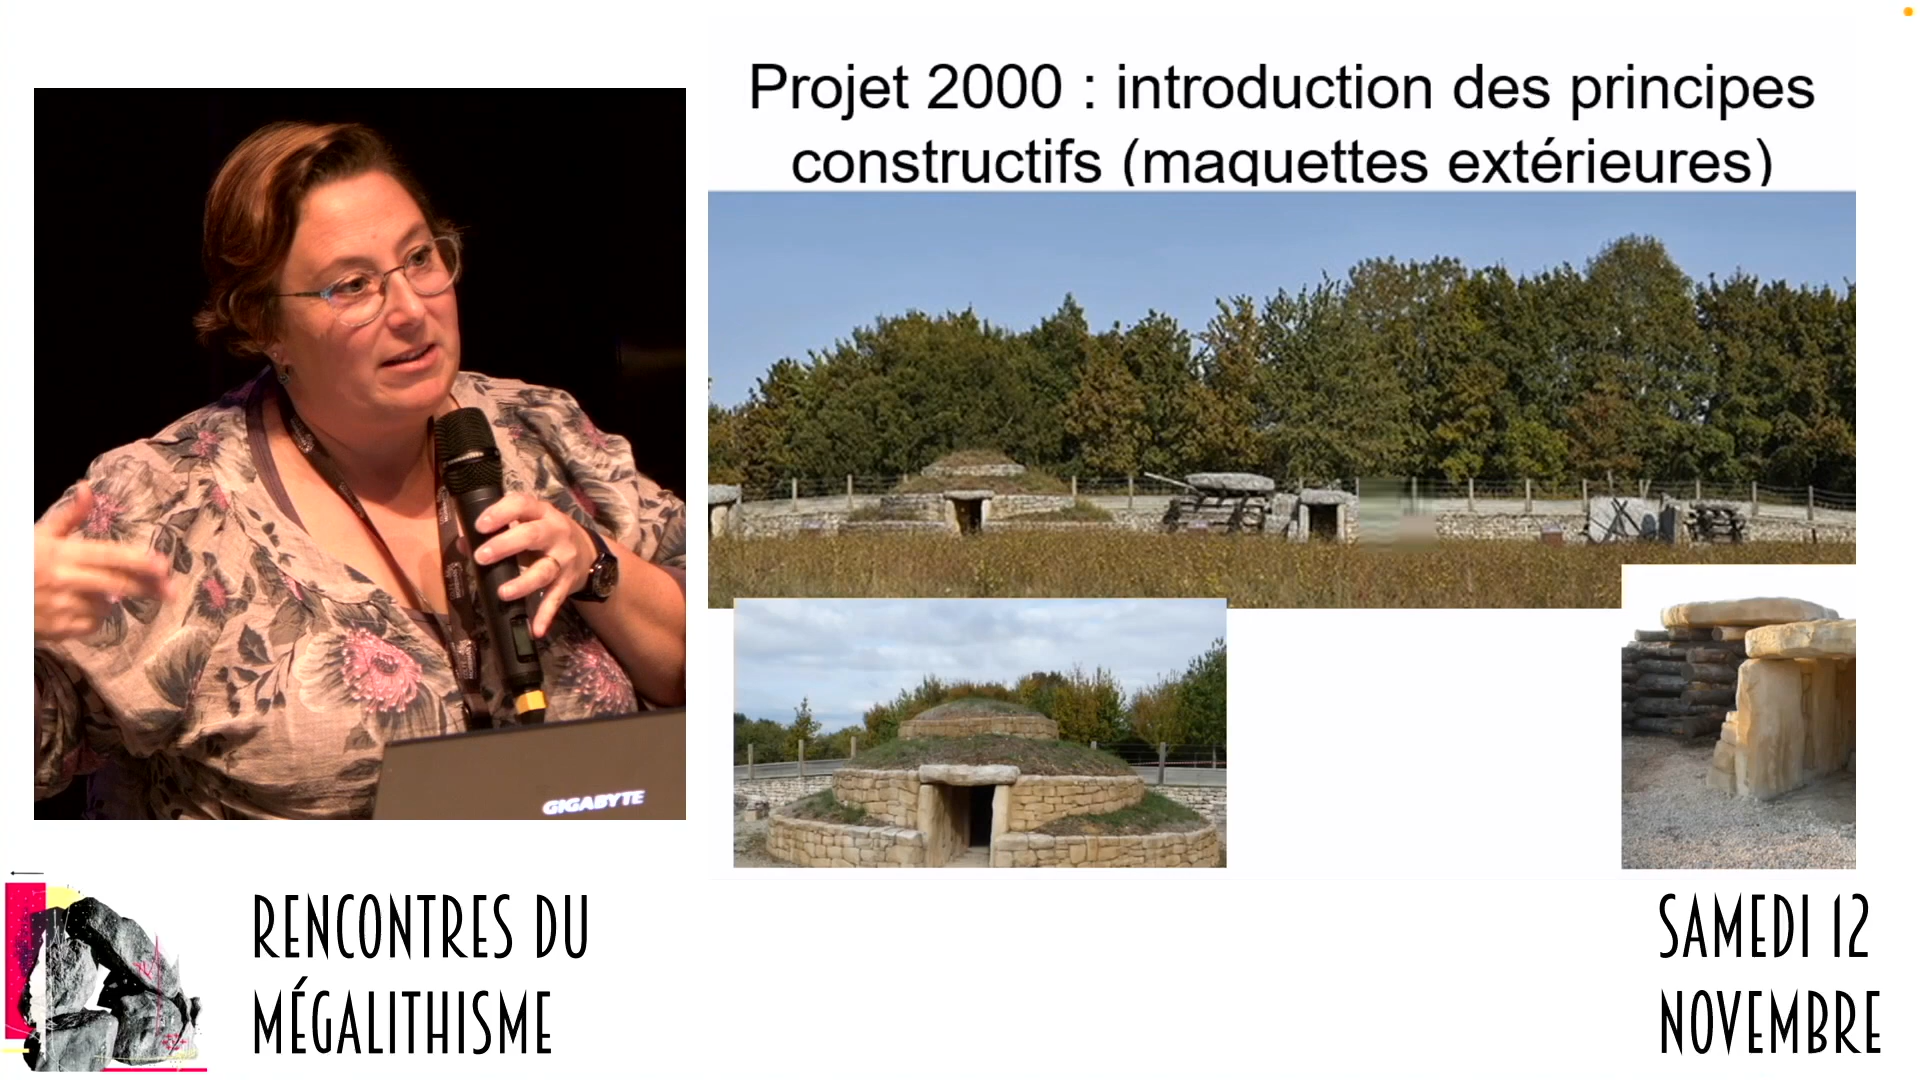 Projet 2000 : introduction des principes
constructifs (maquettes extérieures)
GIGABYTE
RENCONTRES DU
MÉGALITHISME
SAMEDI 12
NOVEMBRE